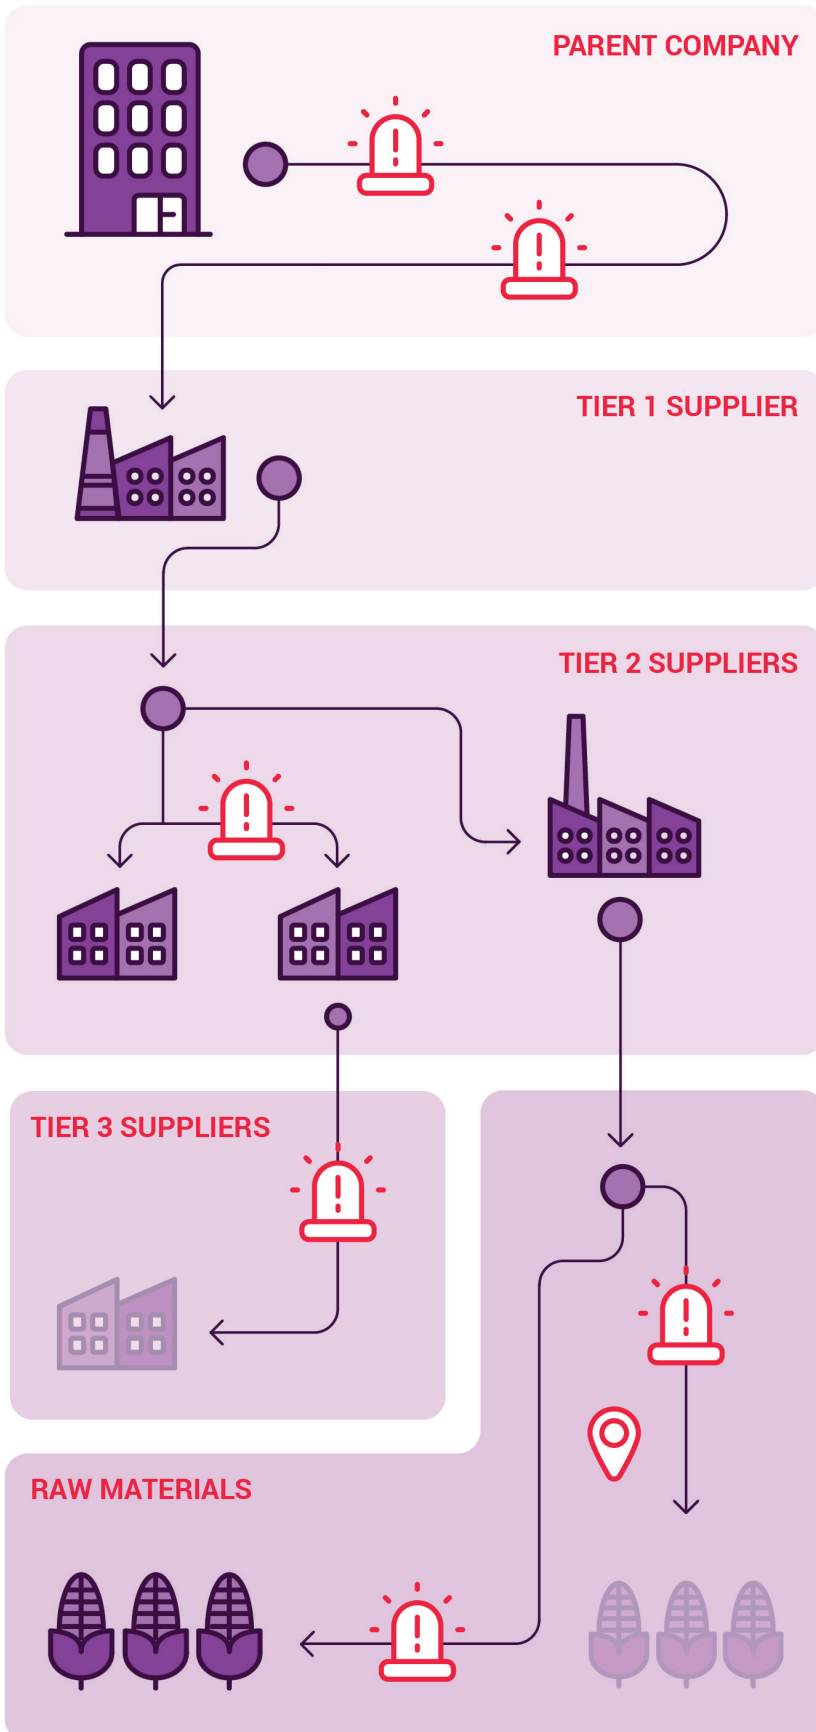 PARENT COMPANY
TIER 1 SUPPLIER
TIER 2 SUPPLIERS
TIER 3 SUPPLIERS
RAW MATERIALS